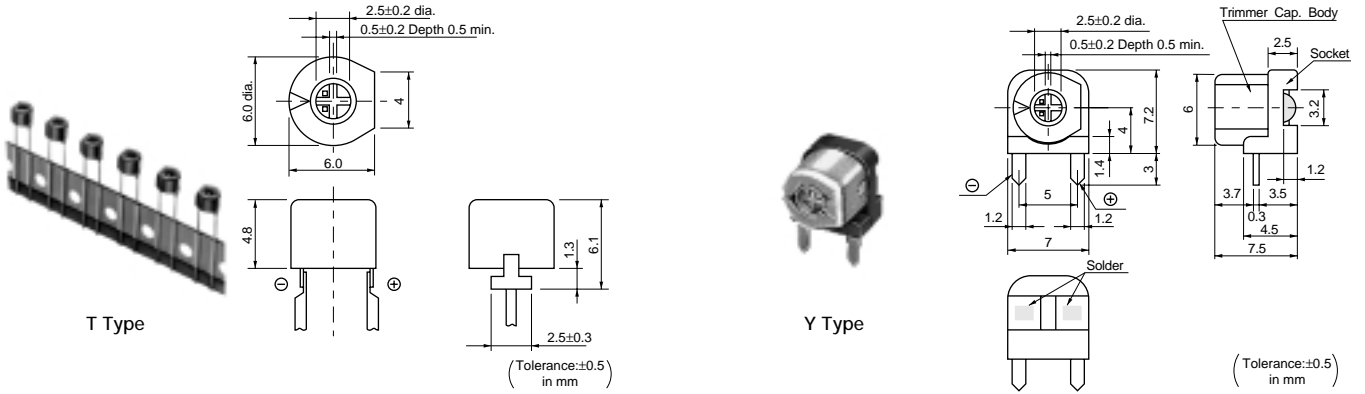 2.5±0.2 dia.
0.5±0.2 Depth 0.5 min.
6.0 dia.
4
6.0
4.8
⊖
⊕
1.3
6.1
2.5±0.3
(Tolerance:±0.5
in mm)
T Type
2.5±0.2 dia.
0.5±0.2 Depth 0.5 min.
7.2
4
1.4
3
⊖
⊕
5
1.2
1.2
7
Solder
Trimmer Cap. Body
2.5
Socket
6
3.2
1.2
3.7
3.5
0.3
4.5
7.5
Y Type
(Tolerance:±0.5
in mm)